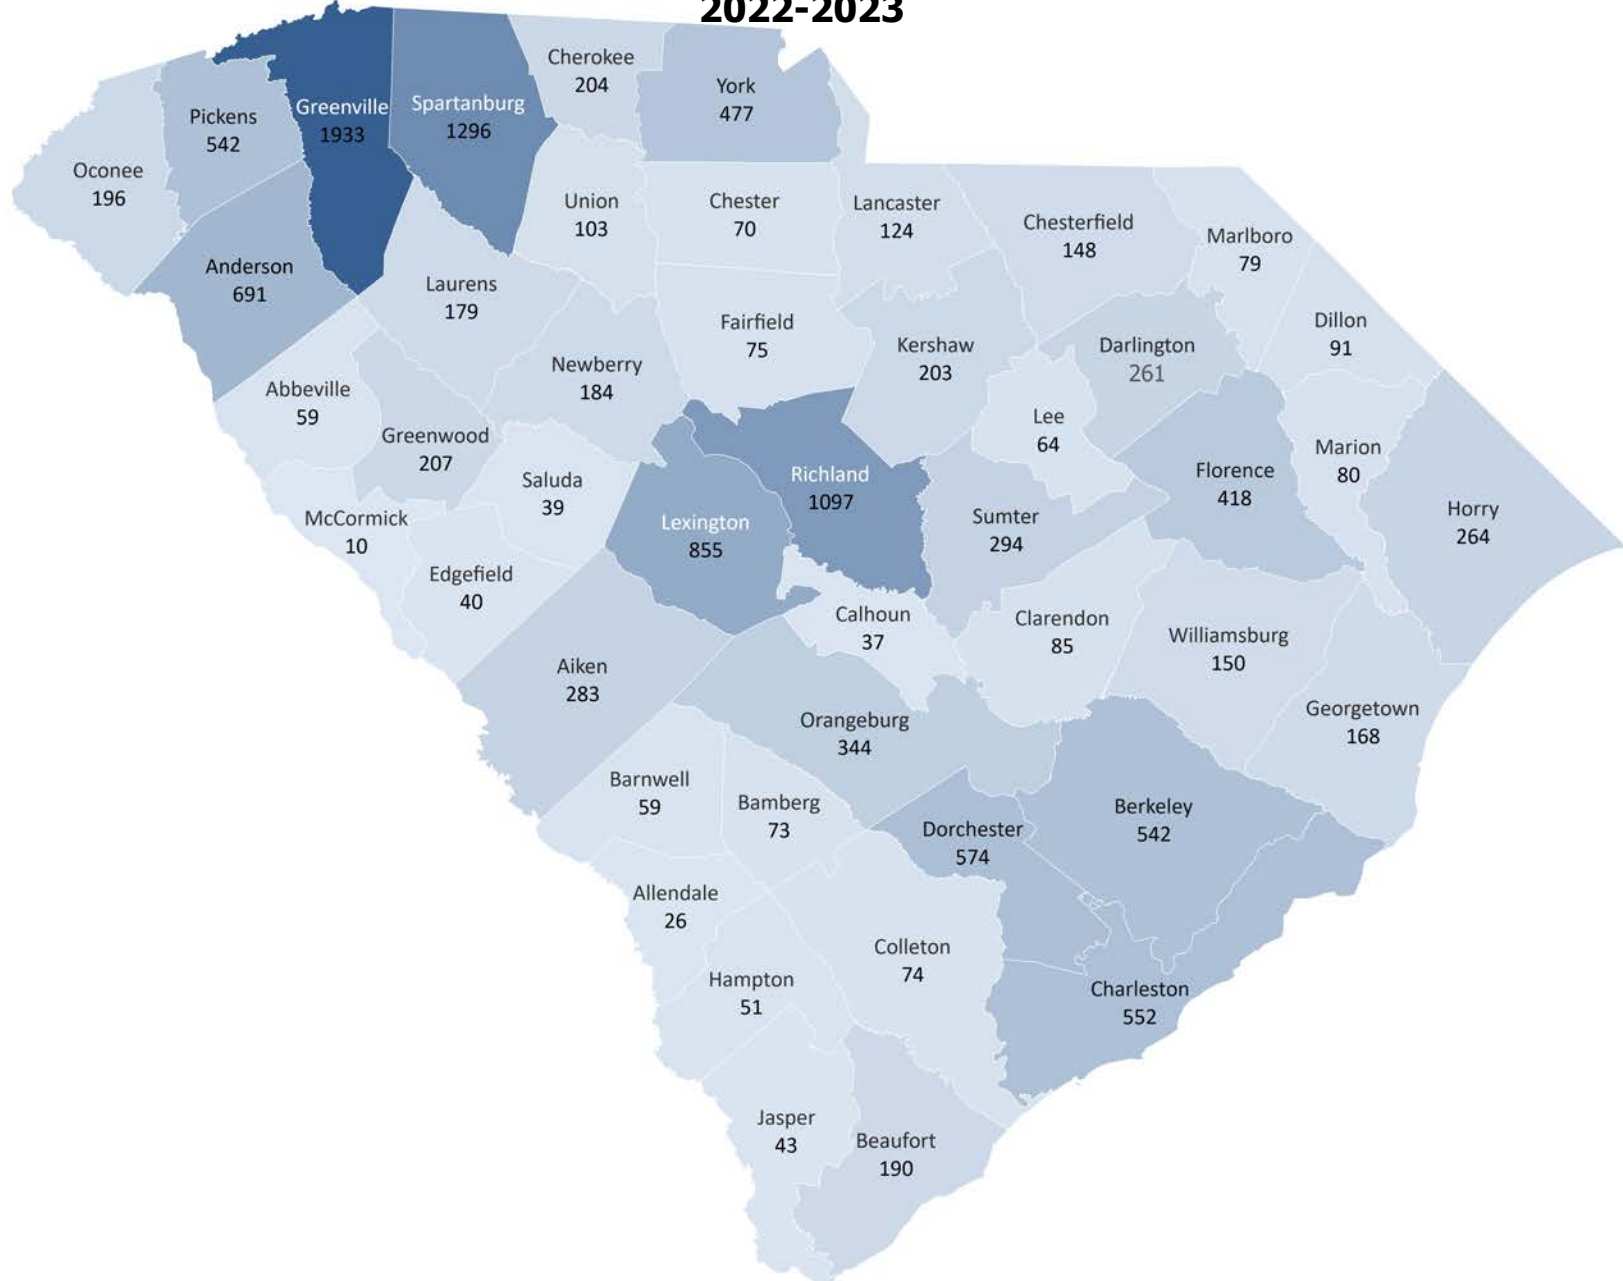 2022-2023
Cherokee
204
York
477
Greenville
1933
Spartanburg
1296
Pickens
542
Oconee
196
Union
103
Chester
70
Lancaster
124
Chesterfield
148
Marlboro
79
Anderson
691
Laurens
179
Fairfield
75
Kershaw
203
Darlington
261
Dillon
91
Newberry
184
Abbeville
59
Greenwood
207
Lee
64
Marion
80
Saluda
39
Richland
1097
Florence
418
Horry
264
McCormick
10
Lexington
855
Sumter
294
Edgefield
40
Calhoun
37
Clarendon
85
Williamsburg
150
Aiken
283
Orangeburg
344
Georgetown
168
Barnwell
59
Bamberg
73
Dorchester
574
Berkeley
542
Allendale
26
Colleton
74
Hampton
51
Charleston
552
Jasper
43
Beaufort
190